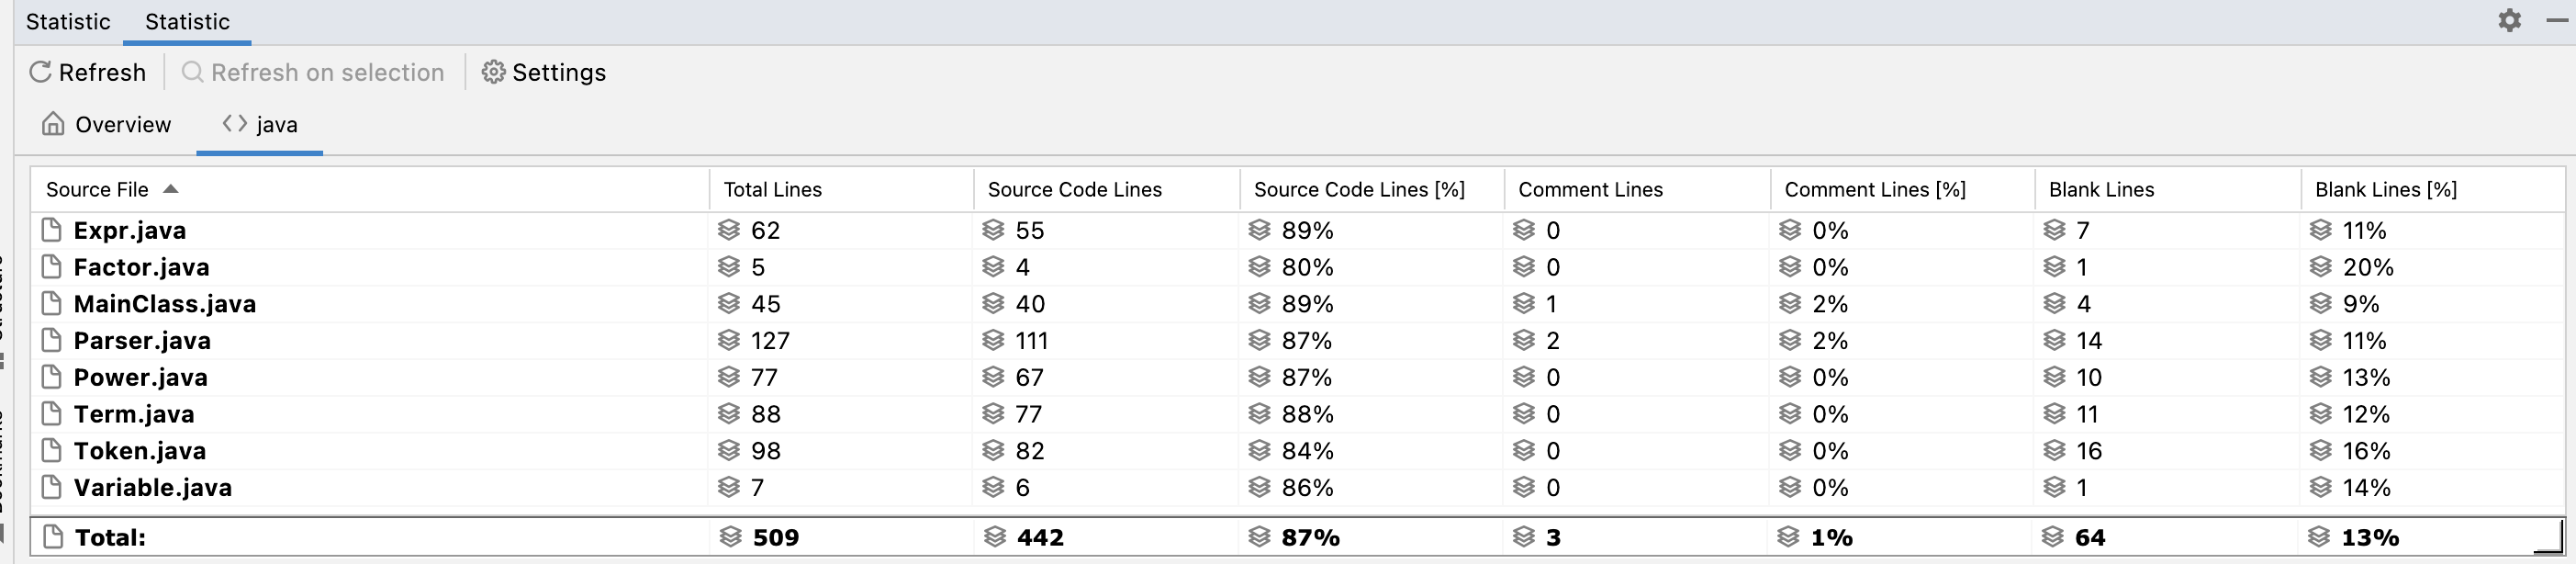 Statistic Statistic
Refresh Refresh on selection Settings
Overview java
Source File Total Lines Source Code Lines Source Code Lines [%] Comment Lines Comment Lines [%] Blank Lines Blank Lines [%]
Expr.java 62 55 89% 0 0% 7 11%
Factor.java 5 4 80% 0 0% 1 20%
MainClass.java 45 40 89% 1 2% 4 9%
Parser.java 127 111 87% 2 2% 14 11%
Power.java 77 67 87% 0 0% 10 13%
Term.java 88 77 88% 0 0% 11 12%
Token.java 98 82 84% 0 0% 16 16%
Variable.java 7 6 86% 0 0% 1 14%
Total: 509 442 87% 3 1% 64 13%